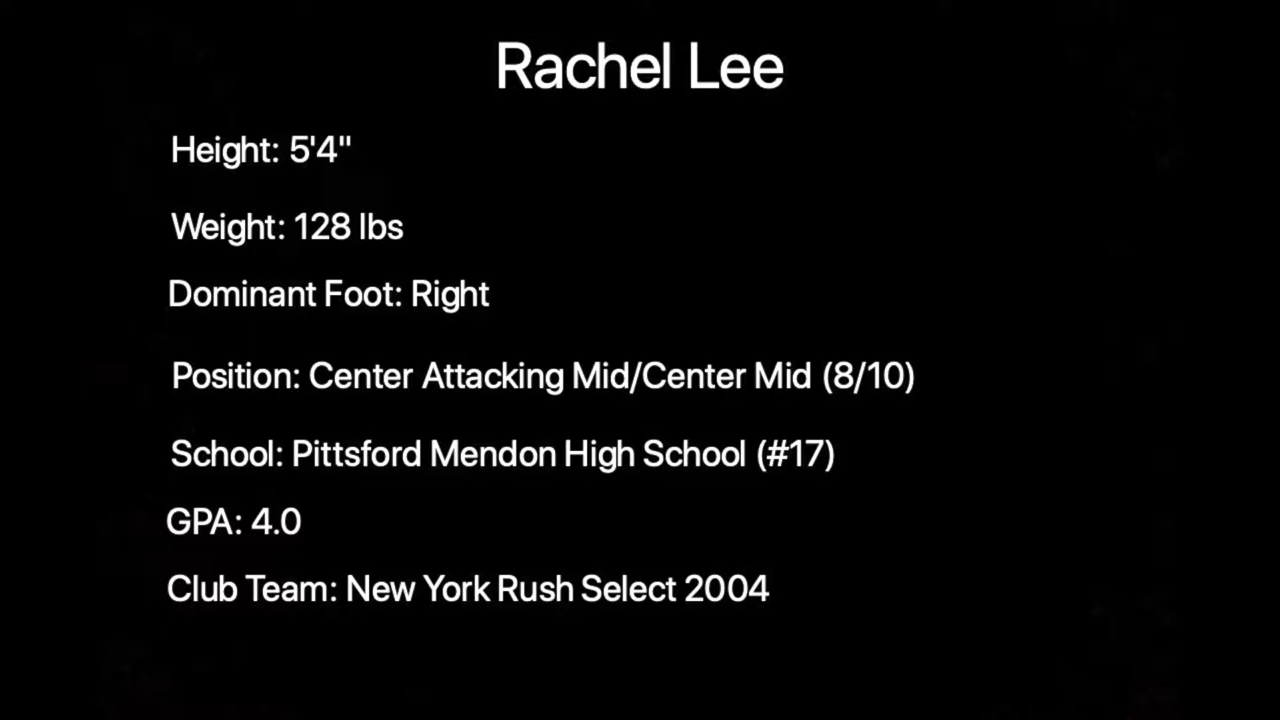 Rachel Lee
Height: 5'4"
Weight: 128 lbs
Dominant Foot: Right
Position: Center Attacking Mid/Center Mid (8/10)
School: Pittsford Mendon High School (#17)
GPA: 4.0
Club Team: New York Rush Select 2004